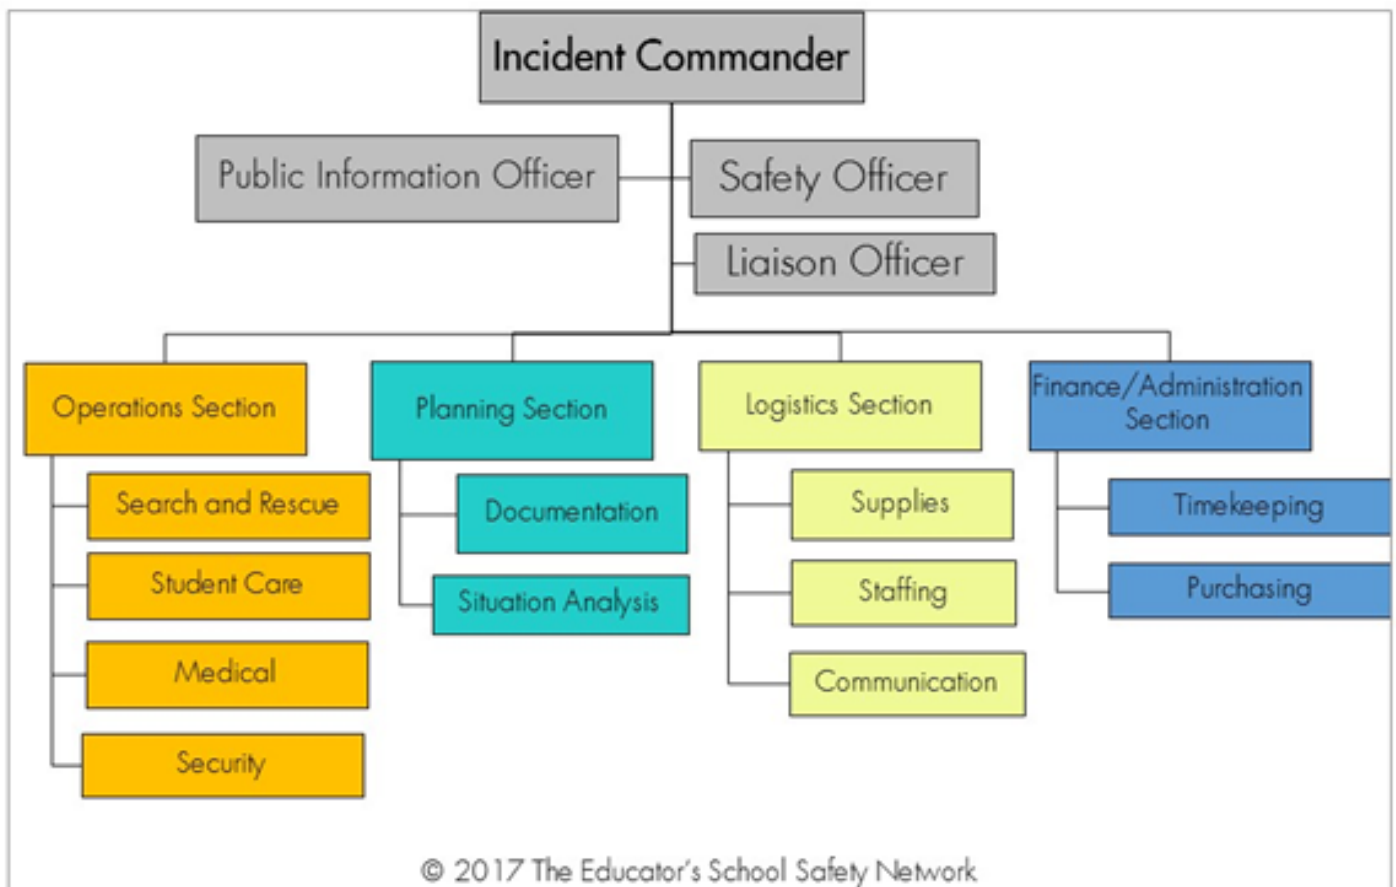 Incident Commander
Public Information Officer
Safety Officer
Liaison Officer
Operations Section
Search and Rescue
Student Care
Medical
Security
Planning Section
Documentation
Situation Analysis
Logistics Section
Supplies
Staffing
Communication
Finance/Administration
Section
Timekeeping
Purchasing
© 2017 The Educator's School Safety Network